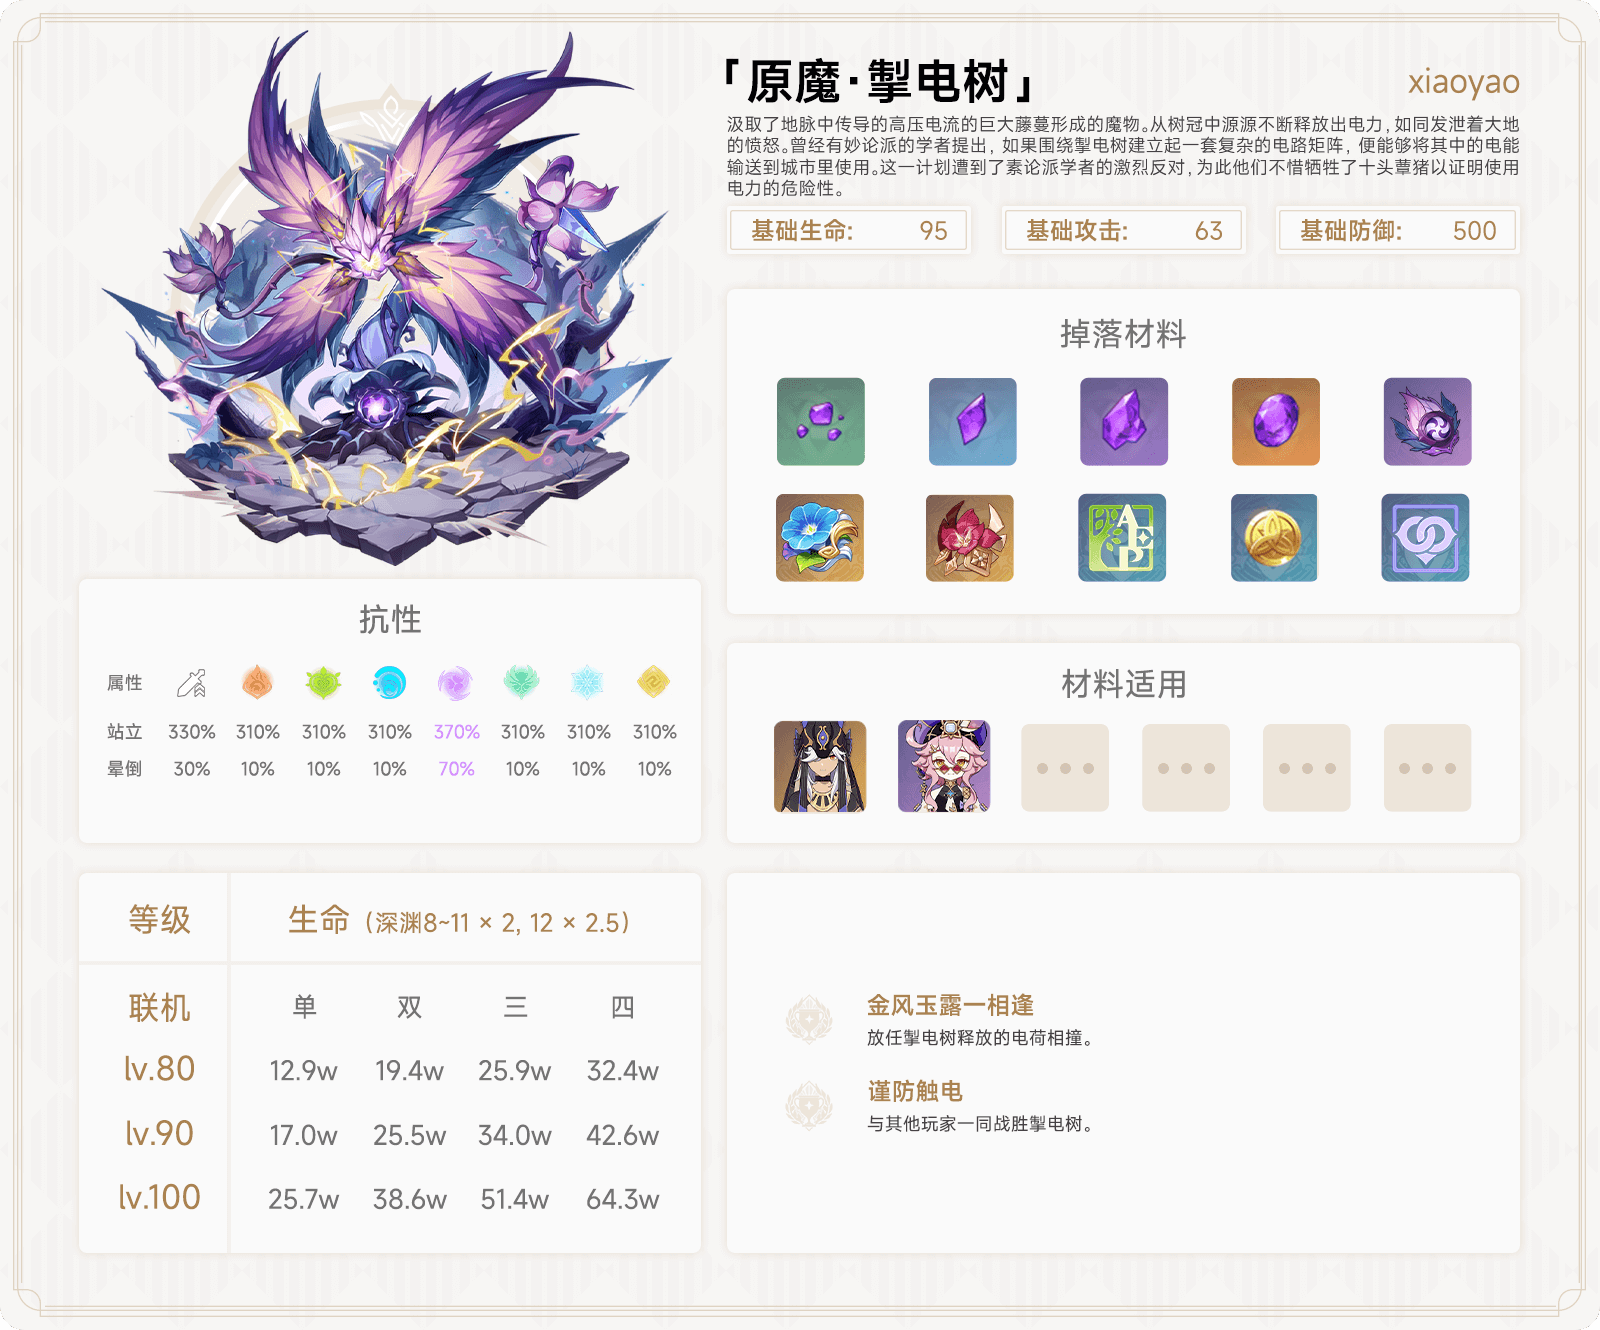 「原魔·掣电树」
xiaoyao
汲取了地脉中传导的高压电流的巨大藤蔓形成的魔物。从树冠中源源不断释放出电力，如同发泄着大地
的愤怒。曾经有妙论派的学者提出，如果围绕掣电树建立起一套复杂的电路矩阵，便能够将其中的电能
输送到城市里使用。这一计划遭到了素论派学者的激烈反对，为此他们不惜牺牲了十头蕈猪以证明使用
电力的危险性。
基础生命: 95
基础攻击: 63
基础防御: 500
掉落材料
AEP
抗性
属性
站立 330% 310% 310% 310% 370% 310% 310% 310%
晕倒 30% 10% 10% 10% 70% 10% 10% 10%
材料适用
等级 生命（深渊8~11 × 2, 12 × 2.5）
联机 单 双 三 四
lv.80 12.9w 19.4w 25.9w 32.4w
lv.90 17.0w 25.5w 34.0w 42.6w
lv.100 25.7w 38.6w 51.4w 64.3w
金风玉露一相逢
放任掣电树释放的电荷相撞。
谨防触电
与其他玩家一同战胜掣电树。